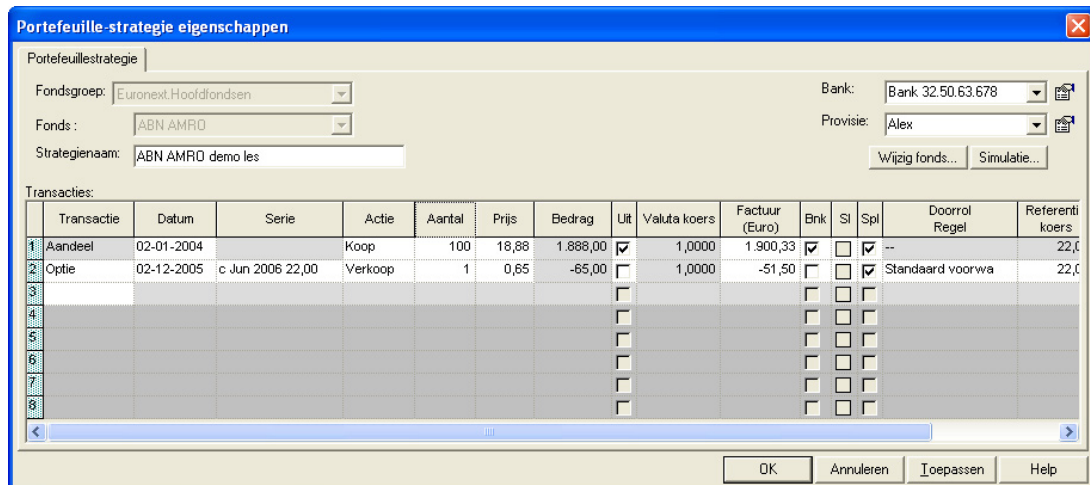 Portefeuille-strategie eigenschappen
Portefeuillestrategie
Fondsgroep: Euronext.Hoofdfondsen
Bank: Bank 32.50.63.678
Fonds : ABN AMRO
Provisie: Alex
Strategienaam: ABN AMRO demo les
Wijzig fonds... Simulatie...
Transacties:
Transactie Datum Serie Actie Aantal Prijs Bedrag Uit Valuta koers Factuur (Euro) Bnk Sl Spl Doorrol Regel Referenti koers
1 Aandeel 02-01-2004 Koop 100 18,88 1.888,00 1,0000 1.900,33 -- 22,0
2 Optie 02-12-2005 c Jun 2006 22,00 Verkoop 1 0,65 -65,00 1,0000 -51,50 Standaard voorwa 22,0
3
4
5
6
7
8
OK Annuleren Toepassen Help